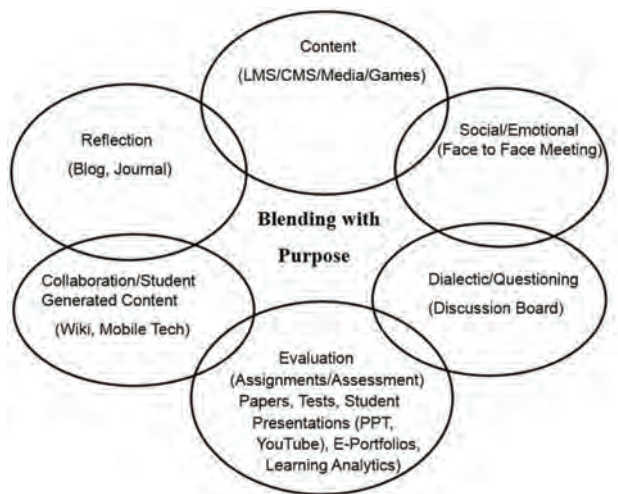 Content
(LMS/CMS/Media/Games)
Social/Emotional
(Face to Face Meeting)
Reflection
(Blog, Journal)
Blending with
Purpose
Dialectic/Questioning
(Discussion Board)
Collaboration/Student
Generated Content
(Wiki, Mobile Tech)
Evaluation
(Assignments/Assessment)
Papers, Tests, Student
Presentations (PPT,
YouTube), E-Portfolios,
Learning Analytics)